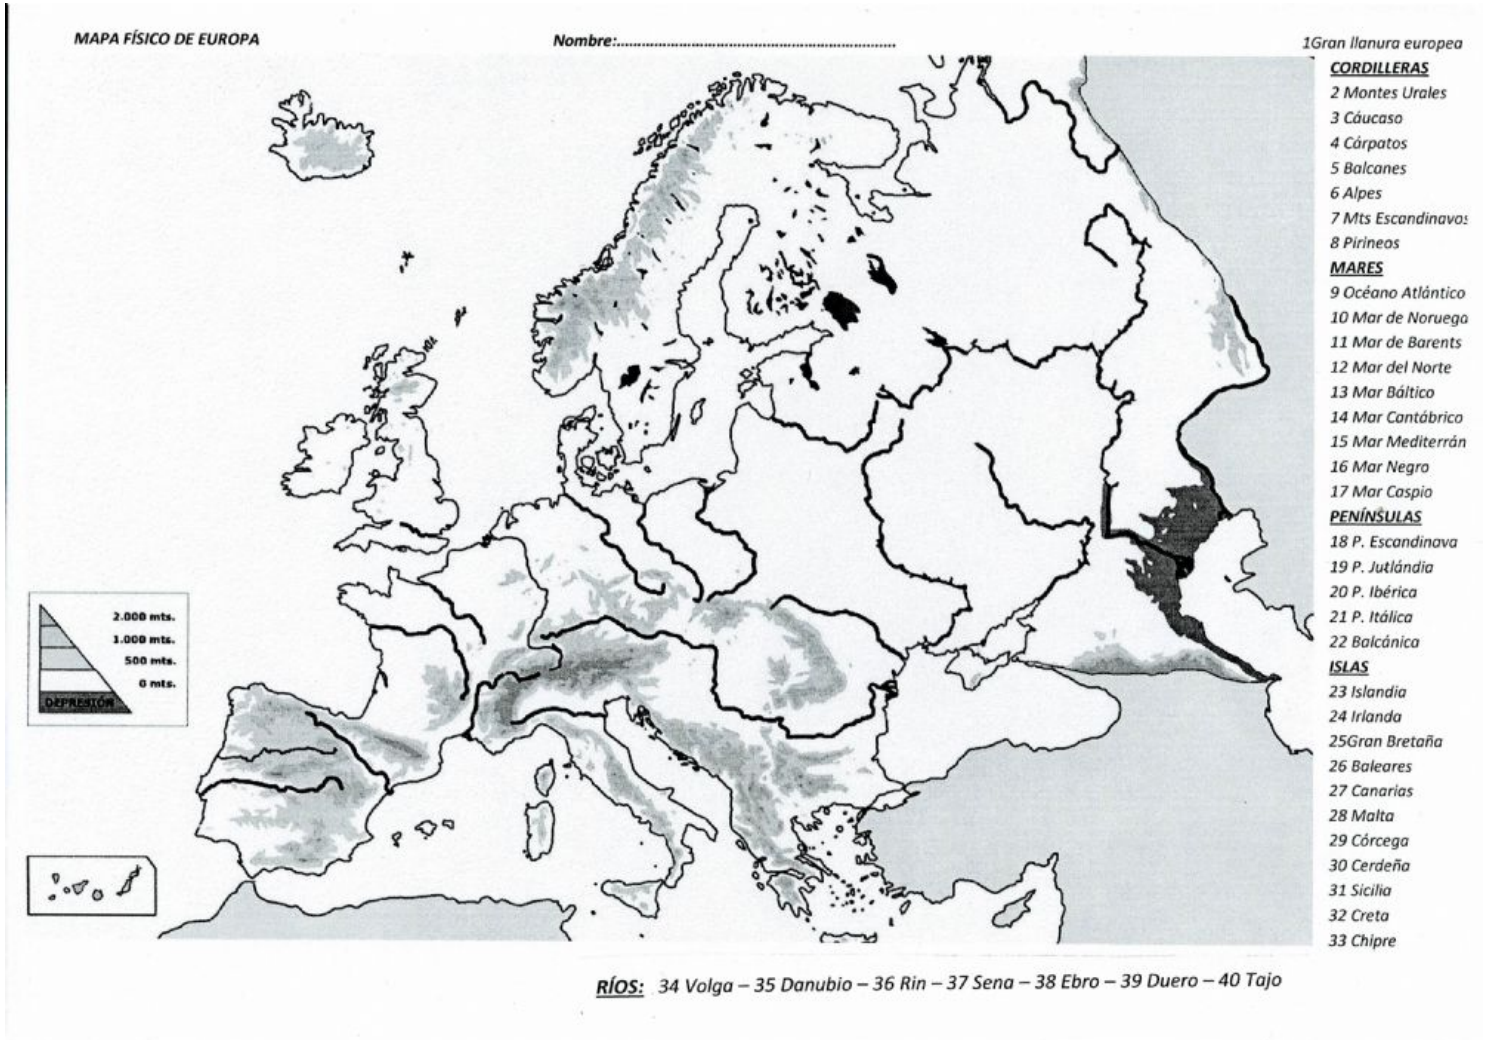 MAPA FÍSICO DE EUROPA
Nombre:..............................................................................
1Gran llanura europea
CORDILLERAS
2 Montes Urales
3 Cáucaso
4 Cárpatos
5 Balcanes
6 Alpes
7 Mts Escandinavos
8 Pirineos
MARES
9 Océano Atlántico
10 Mar de Noruega
11 Mar de Barents
12 Mar del Norte
13 Mar Báltico
14 Mar Cantábrico
15 Mar Mediterrán
16 Mar Negro
17 Mar Caspio
PENÍNSULAS
18 P. Escandinava
19 P. Jutlándia
20 P. Ibérica
21 P. Itálica
22 Balcánica
ISLAS
23 Islandia
24 Irlanda
25Gran Bretaña
26 Baleares
27 Canarias
28 Malta
29 Córcega
30 Cerdeña
31 Sicilia
32 Creta
33 Chipre
2.000 mts.
1.000 mts.
500 mts.
0 mts.
DEPRESIÓN
RÍOS: 34 Volga – 35 Danubio – 36 Rin – 37 Sena – 38 Ebro – 39 Duero – 40 Tajo